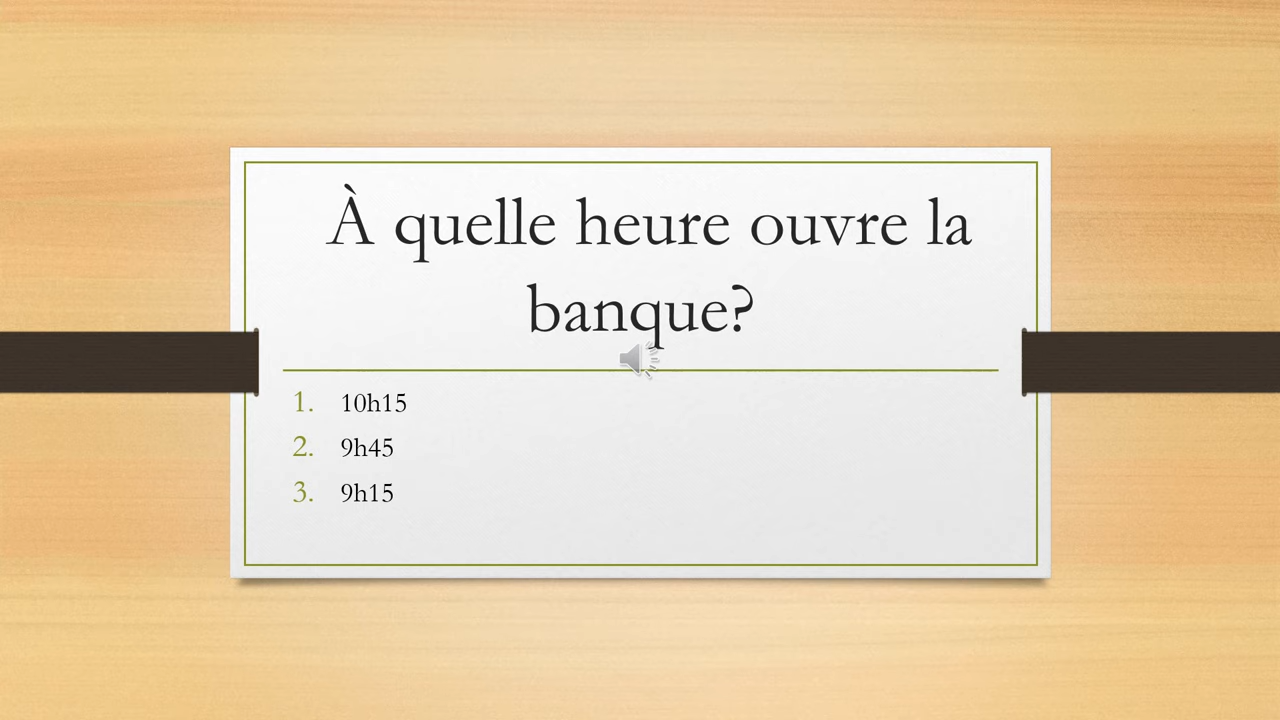 À quelle heure ouvre la
banque?
1. 10h15
2. 9h45
3. 9h15